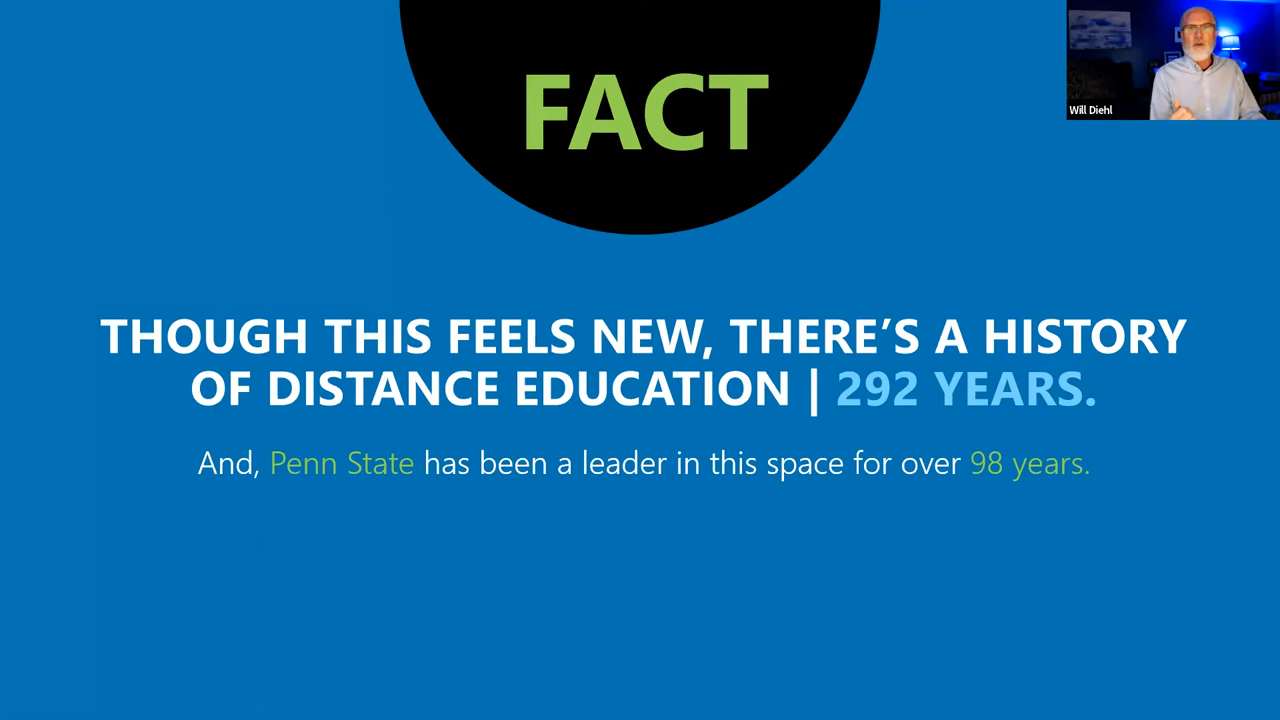 FACT
Will Diehl
THOUGH THIS FEELS NEW, THERE’S A HISTORY
OF DISTANCE EDUCATION | 292 YEARS.
And, Penn State has been a leader in this space for over 98 years.